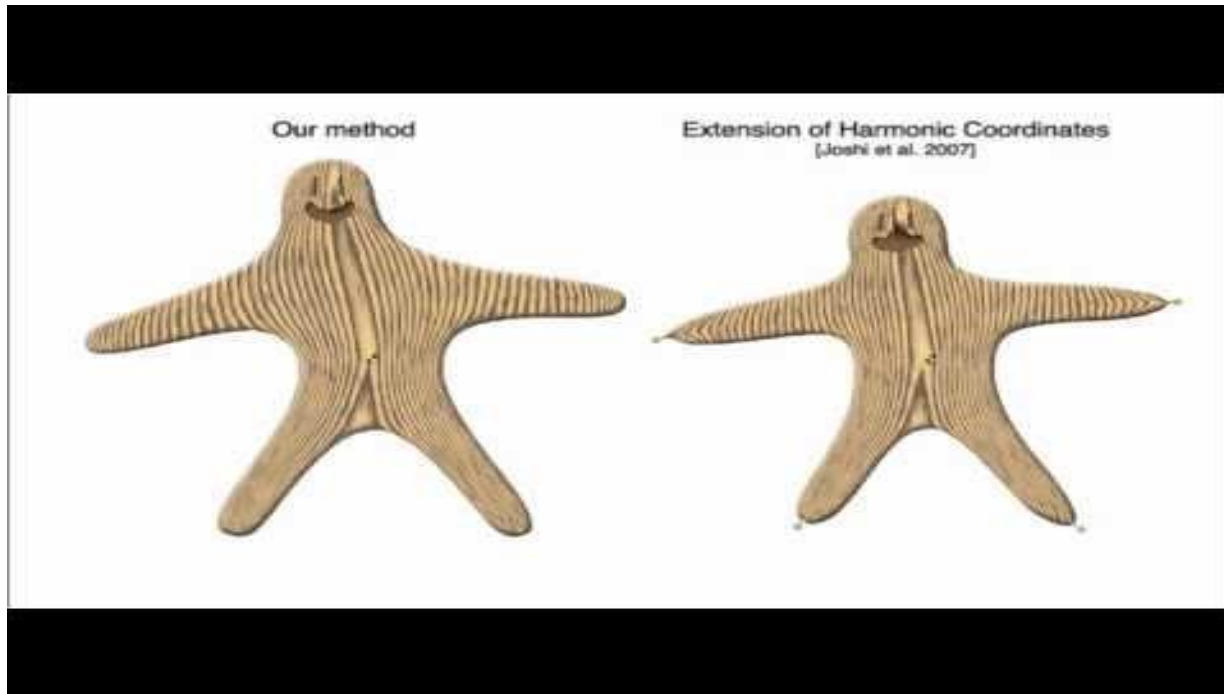 Our method
Extension of Harmonic Coordinates
[Joshi et al. 2007]